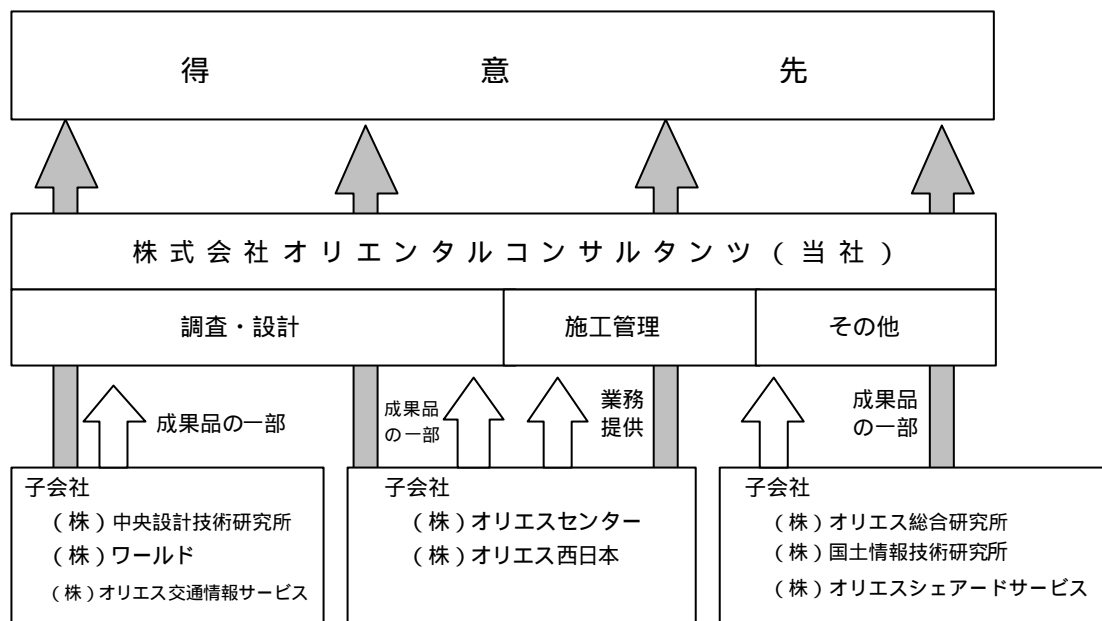 得意先
株式会社オリエンタルコンサルタンツ(当社)
調査・設計
施工管理
その他
成果品の一部
成果品
の一部
業務
提供
成果品
の一部
子会社
(株)中央設計技術研究所
(株)ワールド
(株)オリエス交通情報サービス
子会社
(株)オリエスセンター
(株)オリエス西日本
子会社
(株)オリエス総合研究所
(株)国土情報技術研究所
(株)オリエスシェアードサービス